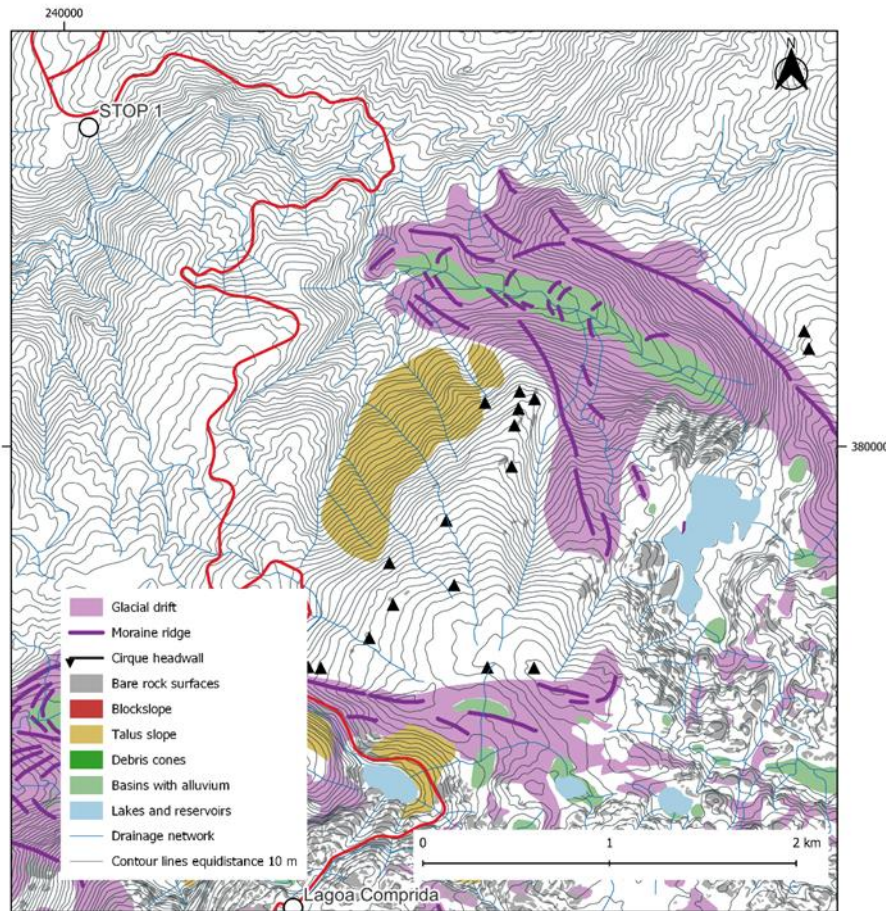 240000
N
STOP 1
380000
Glacial drift
Moraine ridge
Cirque headwall
Bare rock surfaces
Blockslope
Talus slope
Debris cones
Basins with alluvium
Lakes and reservoirs
Drainage network
Contour lines equidistance 10 m
0 1 2 km
Lagoa Comprida